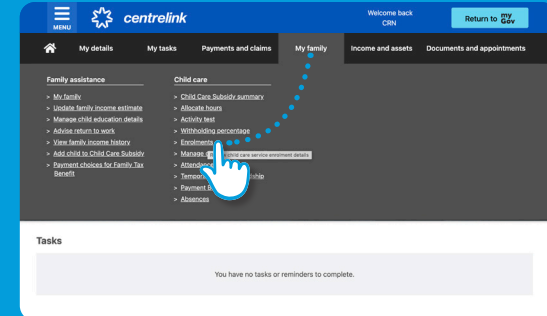 MENU
centrelink
Welcome back
CRN
Return to my Gov
My details
My tasks
Payments and claims
My family
Income and assets
Documents and appointments
Family assistance
> My family
> Update family income estimate
> Manage child education details
> Advise return to work
> View family income history
> Add child to Child Care Subsidy
> Payment choices for Family Tax
Benefit
Child care
> Child Care Subsidy summary
> Allocate hours
> Activity test
> Withholding percentage
> Enrolments
> Manage
child care service enrolment details
> Attendance
> Tempor
> Payment
> Absences
Tasks
You have no tasks or reminders to complete.